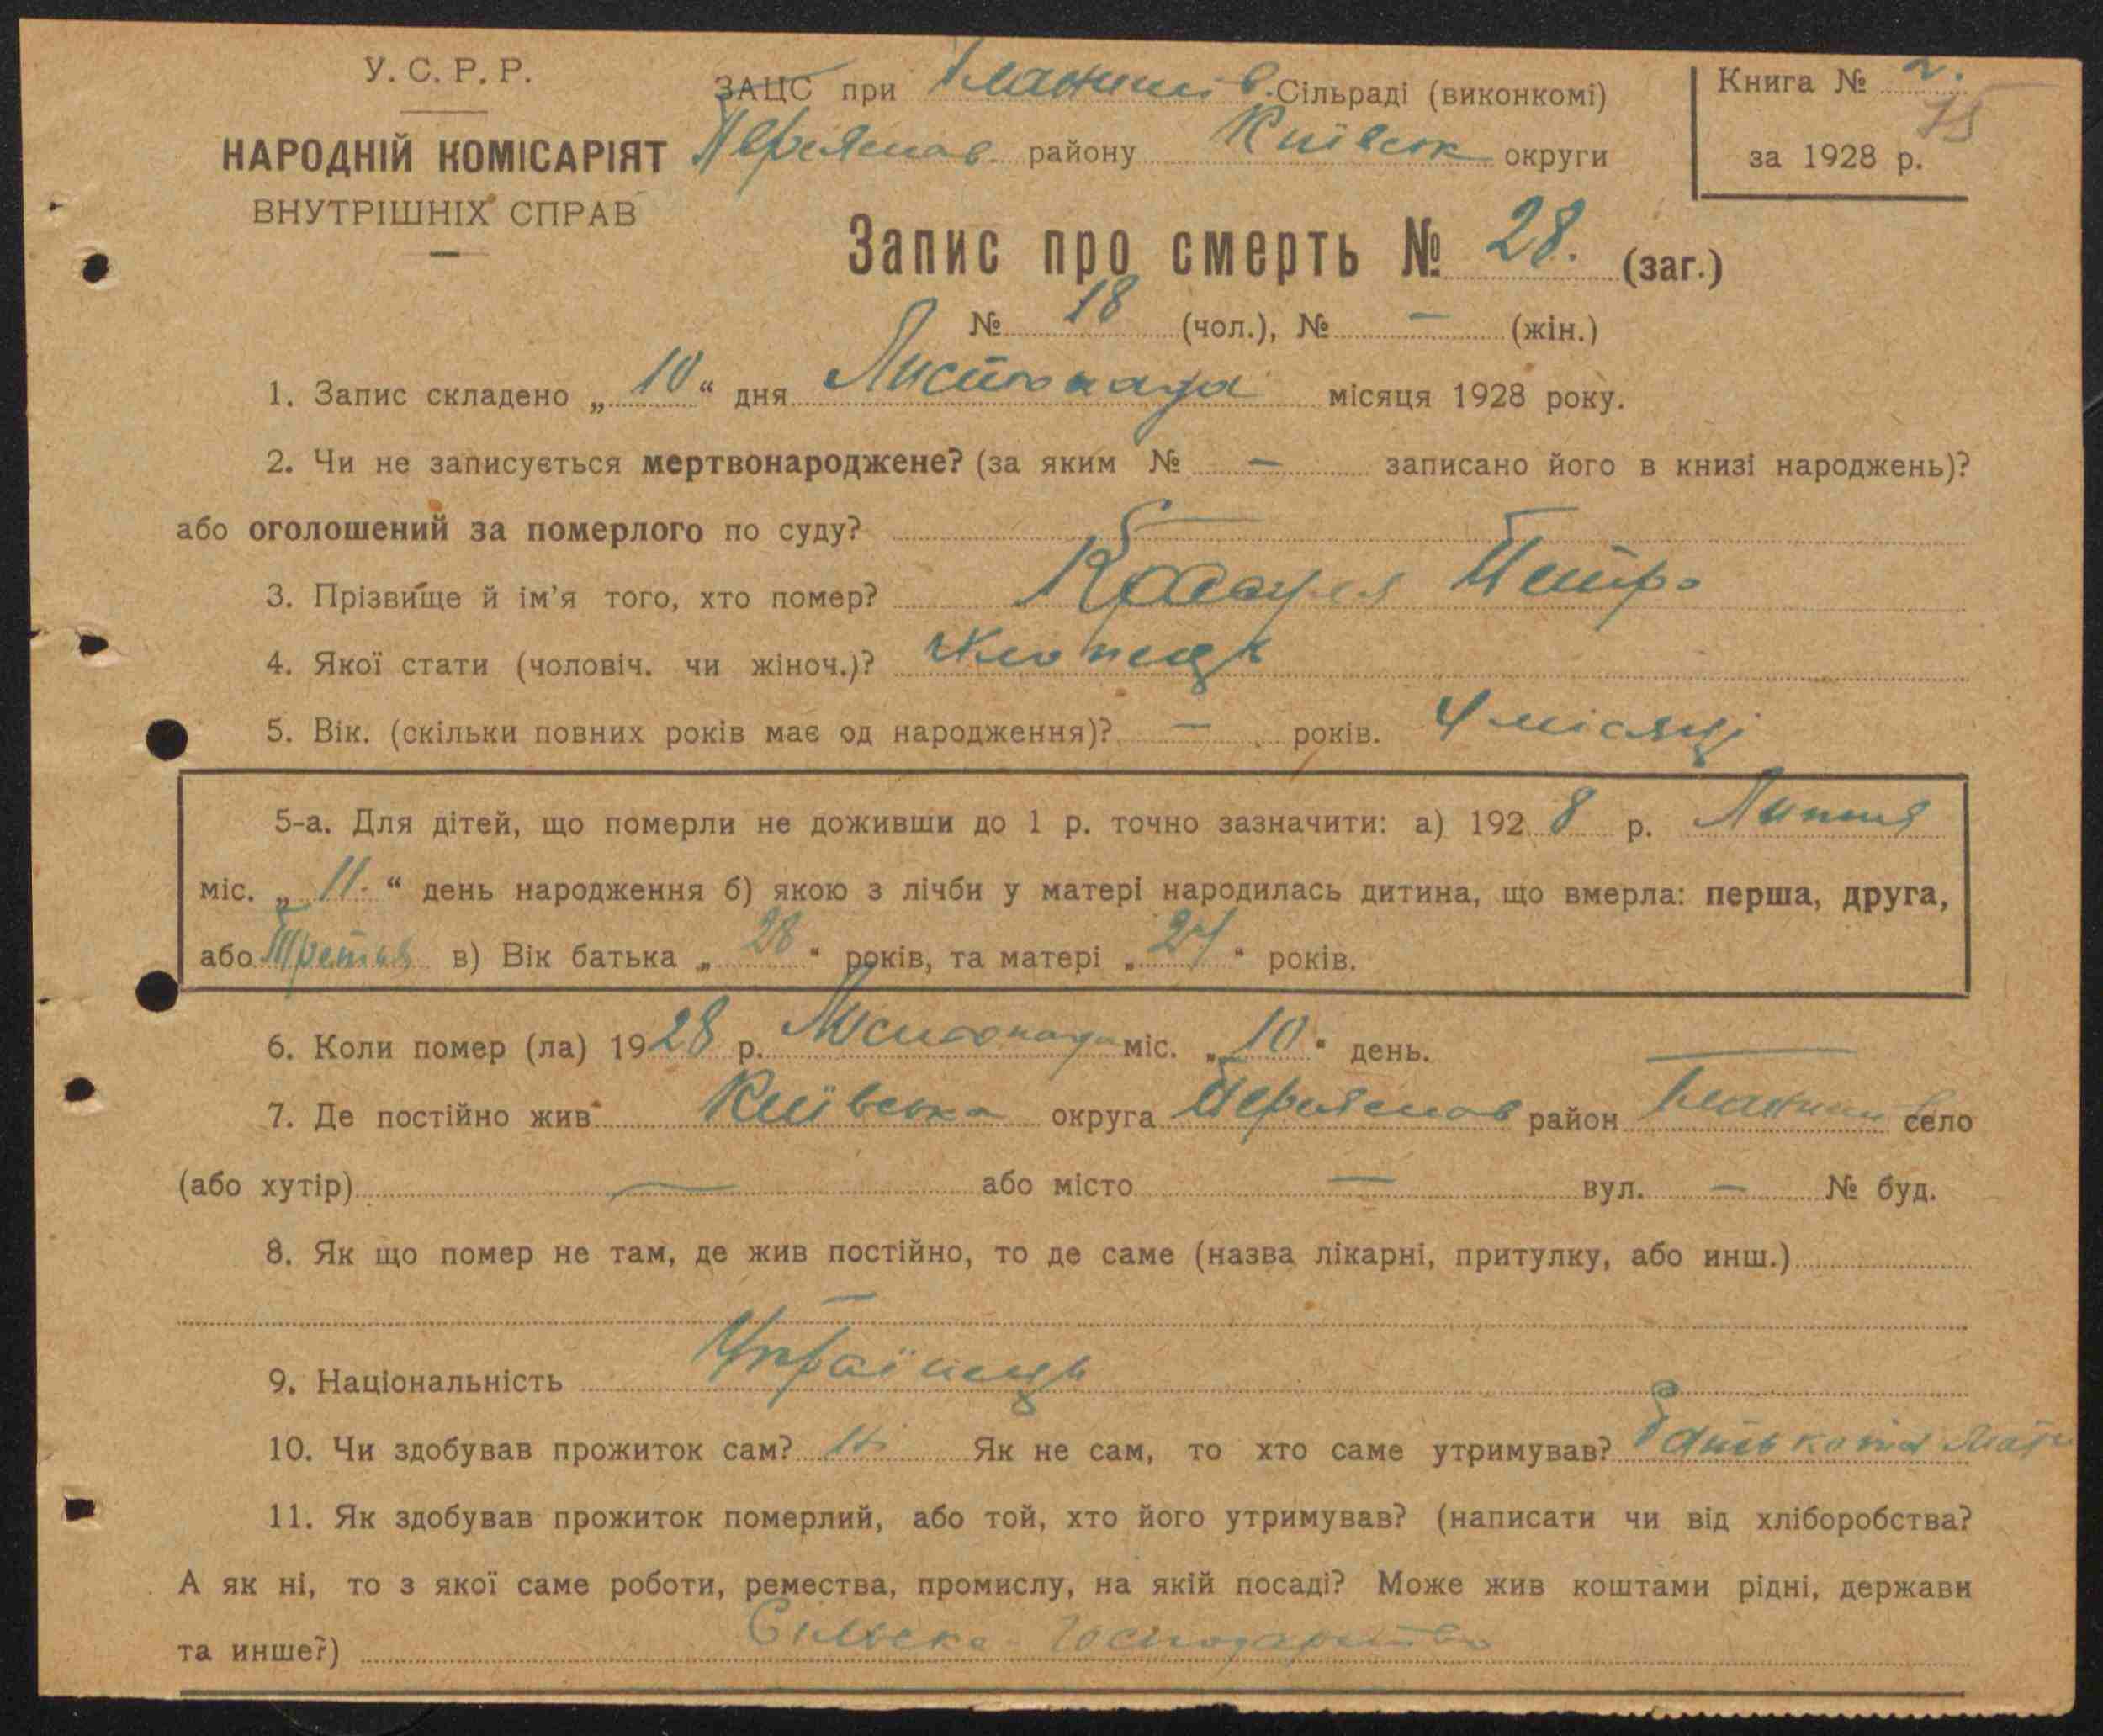 У. С. Р. Р.
НАРОДНІЙ КОМІСАРІЯТ
ВНУТРІШНІХ СПРАВ
ЗАЦС при Сільраді (виконкомі)
Переяслав. району Київськ округи
Книга № 2.
75
за 1928 р.
Запис про смерть № 28. (заг.)
№ 18 (чол.), № — (жін.)
1. Запис складено „ 10 “ дня Листопада місяця 1928 року.
2. Чи не записується мертвонароджене? (за яким № — записано його в книзі народжень)?
або оголошений за померлого по суду? —
3. Прізвище й ім'я того, хто помер? Петро
4. Якої стати (чоловіч. чи жіноч.)? Хлопець
5. Вік. (скільки повних років має од народження)? — років. 4 місяці
5-а. Для дітей, що померли не доживши до 1 р. точно зазначити: а) 1928 р. Липня
міс. „ 11. “ день народження б) якою з лічби у матері народилась дитина, що вмерла: перша, друга,
або Третя в) Вік батька „ 28 “ років, та матері „ 27 “ років.
6. Коли помер (ла) 1928 р. Листопада міс. „ 10 “ день.
7. Де постійно жив Київська округа Переяслав район село
(або хутір) — або місто — вул. — № буд.
8. Як що помер не там, де жив постійно, то де саме (назва лікарні, притулку, або инш.)
—
9. Національність Українець
10. Чи здобував прожиток сам? Ні Як не сам, то хто саме утримував? Батько
11. Як здобував прожиток померлий, або той, хто його утримував? (написати чи від хліборобства?
А як ні, то з якої саме роботи, ремества, промислу, на якій посаді? Може жив коштами рідні, держави
та инше?) Сільське Господарство